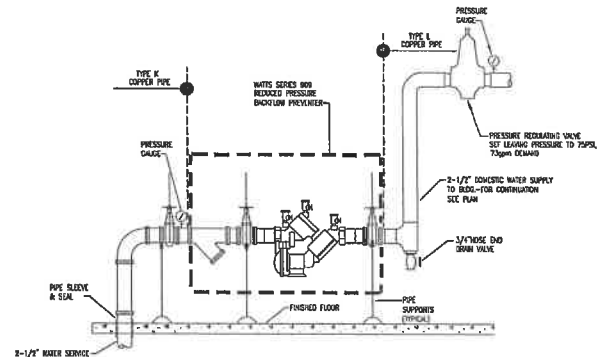 PRESSURE
GAUGE
TYPE L
COPPER PIPE
TYPE K
COPPER PIPE
WATTS SERIES 909
REDUCED PRESSURE
BACKFLOW PREVENTER
PRESSURE
GAUGE
PRESSURE REGULATING VALVE
SET LEAVING PRESSURE TO 75PSI,
73gpm DEMAND
2-1/2" DOMESTIC WATER SUPPLY
TO BLDG.-FOR CONTINUATION
SEE PLAN
3/4"HOSE END
DRAIN VALVE
PIPE SLEEVE
& SEAL
FINISHED FLOOR
PIPE
SUPPORTS
(TYPICAL)
2-1/2" WATER SERVICE